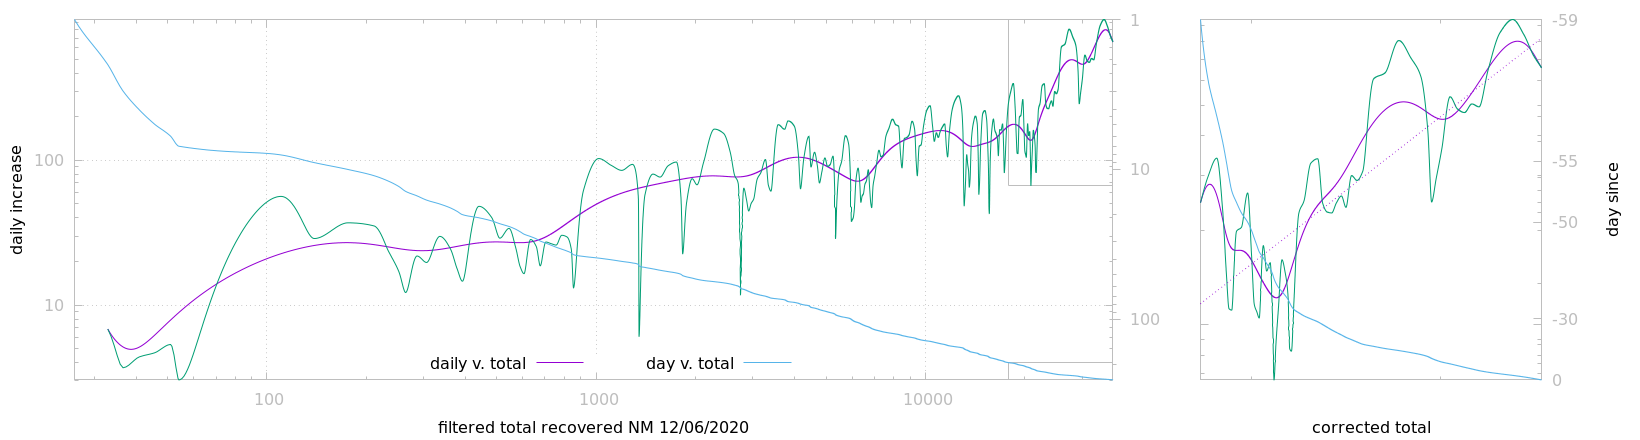 daily increase
100
10
1
10
100
daily v. total
day v. total
100
1000
10000
filtered total recovered NM 12/06/2020
-59
-55
-50
-30
0
day since
corrected total